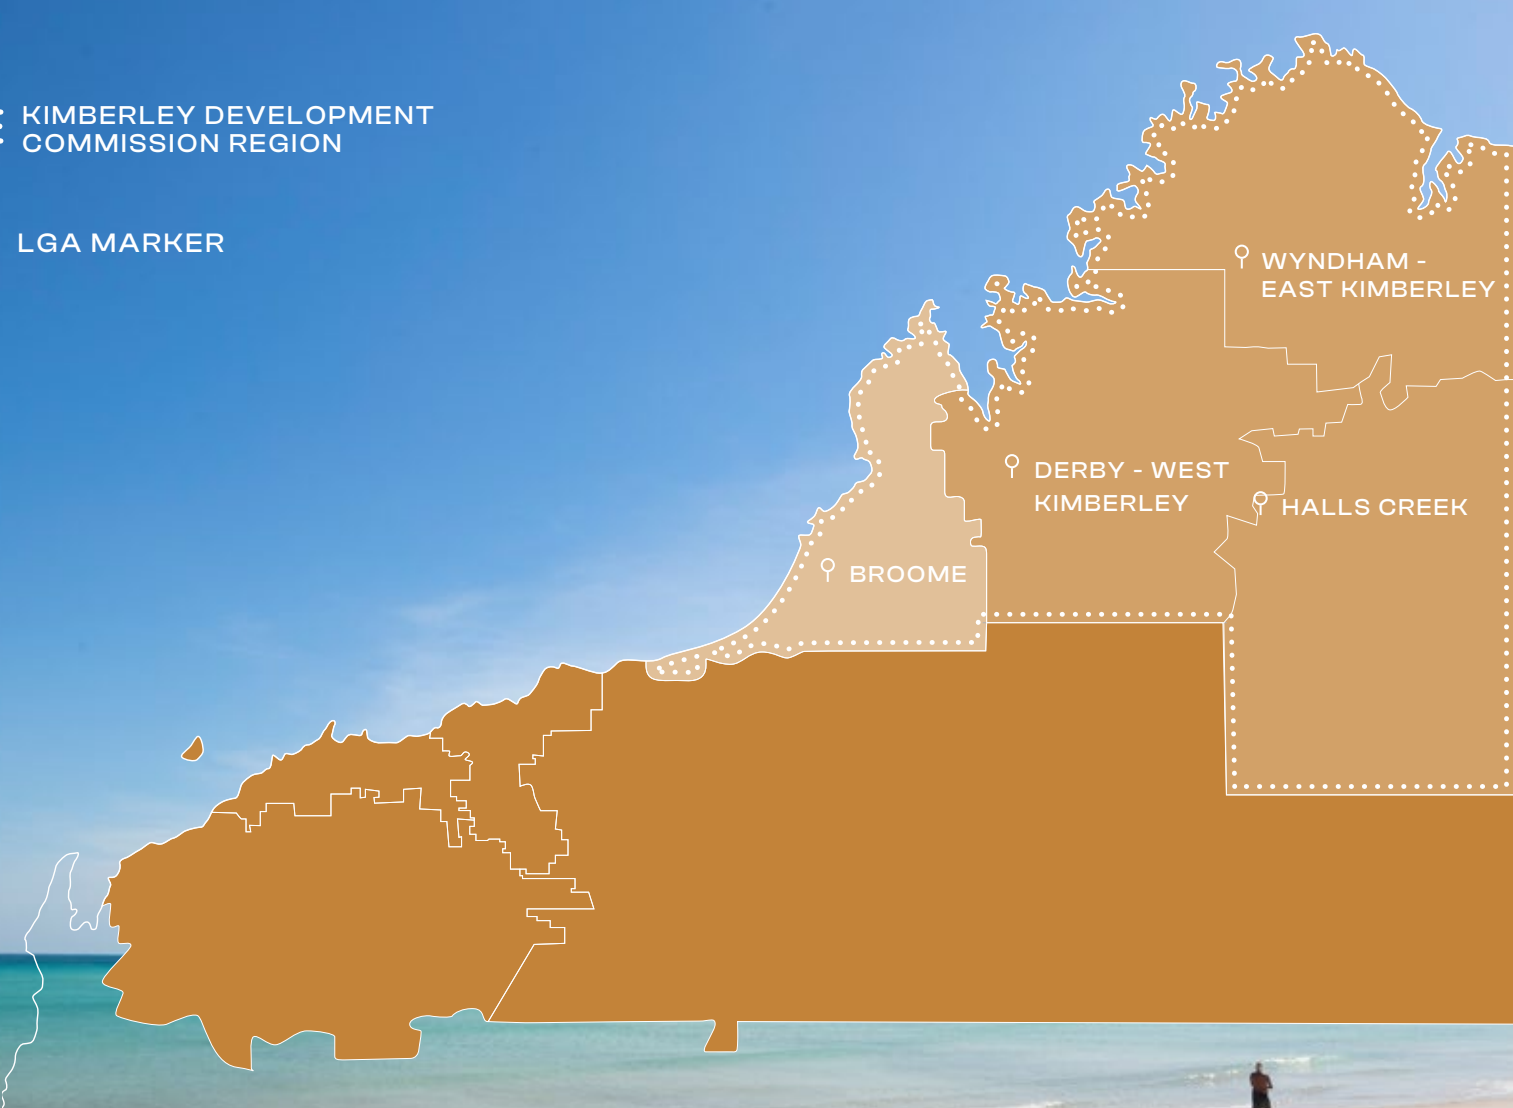 KIMBERLEY DEVELOPMENT
COMMISSION REGION
LGA MARKER
WYNDHAM -
EAST KIMBERLEY
DERBY - WEST
KIMBERLEY
HALLS CREEK
BROOME